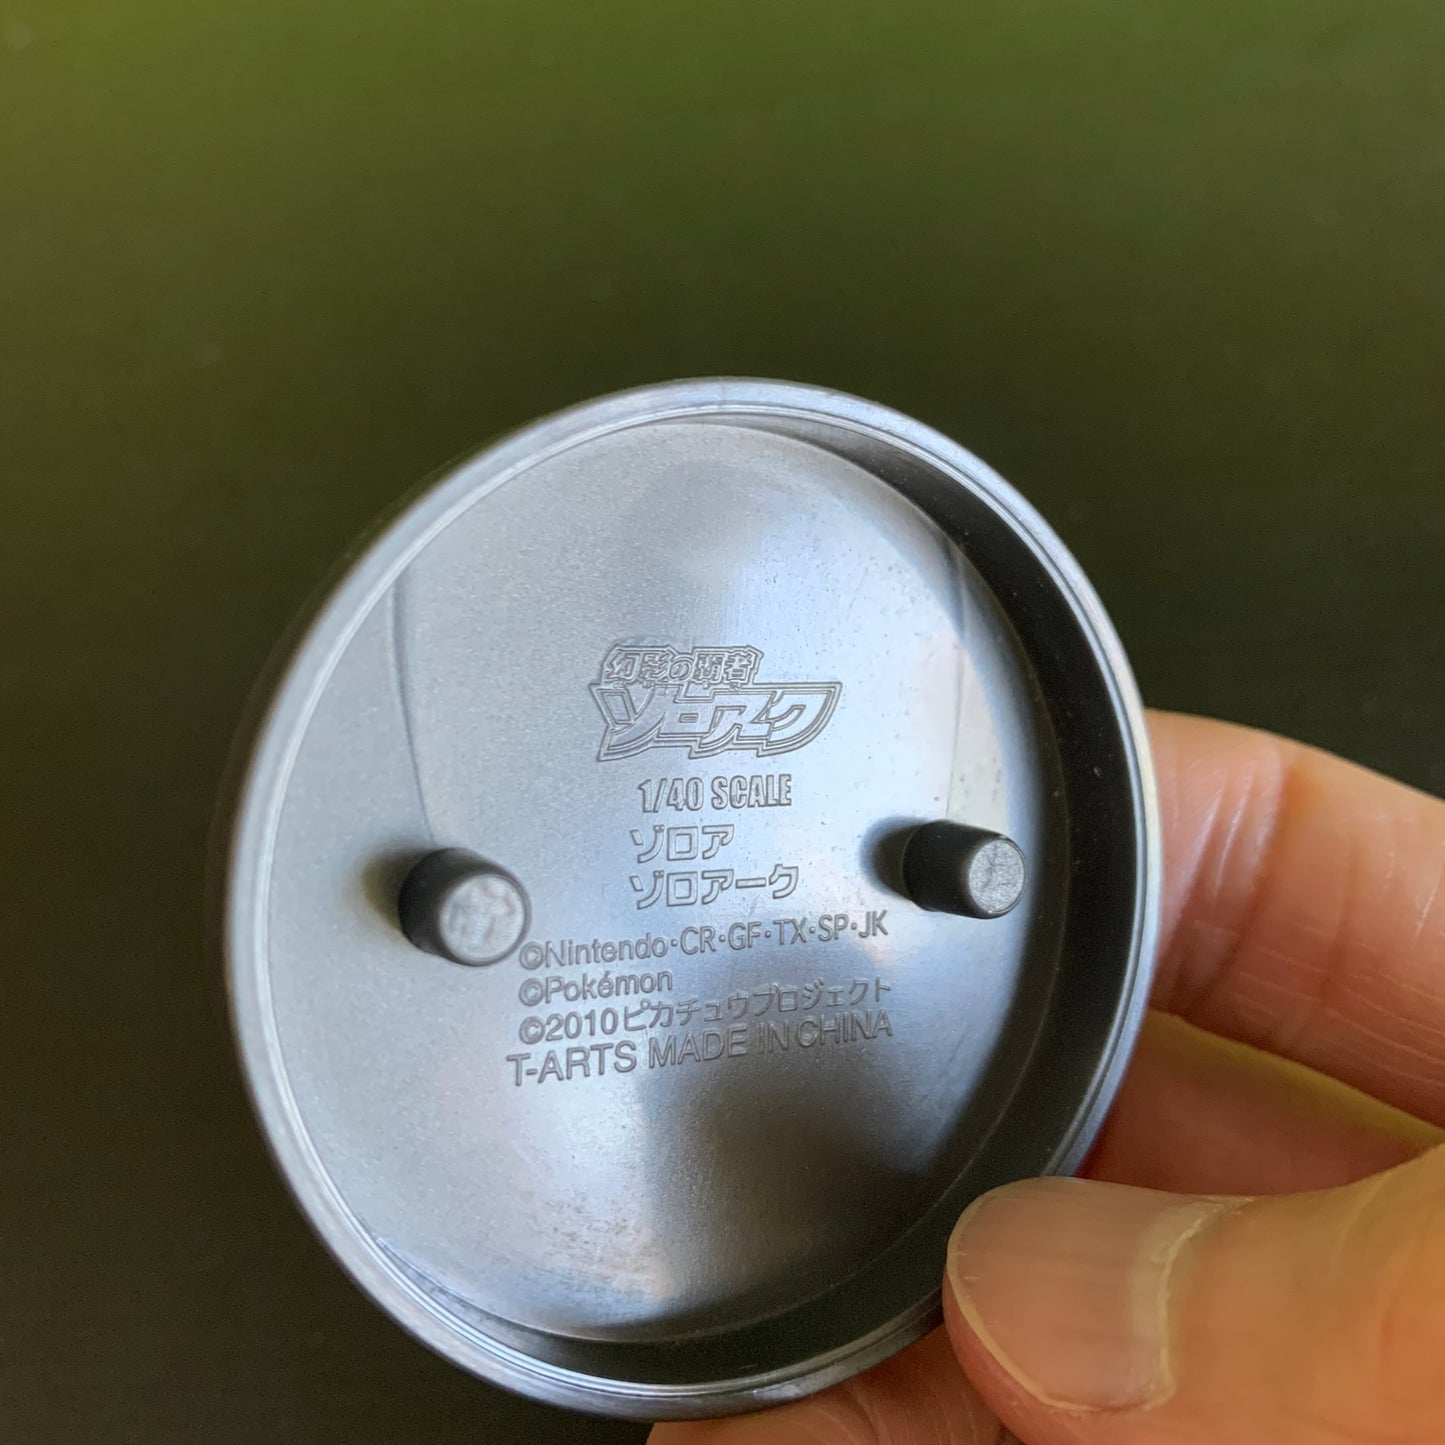 幻影の覇者
ゾロアーク
1/40 SCALE
ゾロア
ゾロアーク
©Nintendo･CR･GF･TX･SP･JK
©Pokémon
©2010ピカチュウプロジェクト
T-ARTS MADE IN CHINA